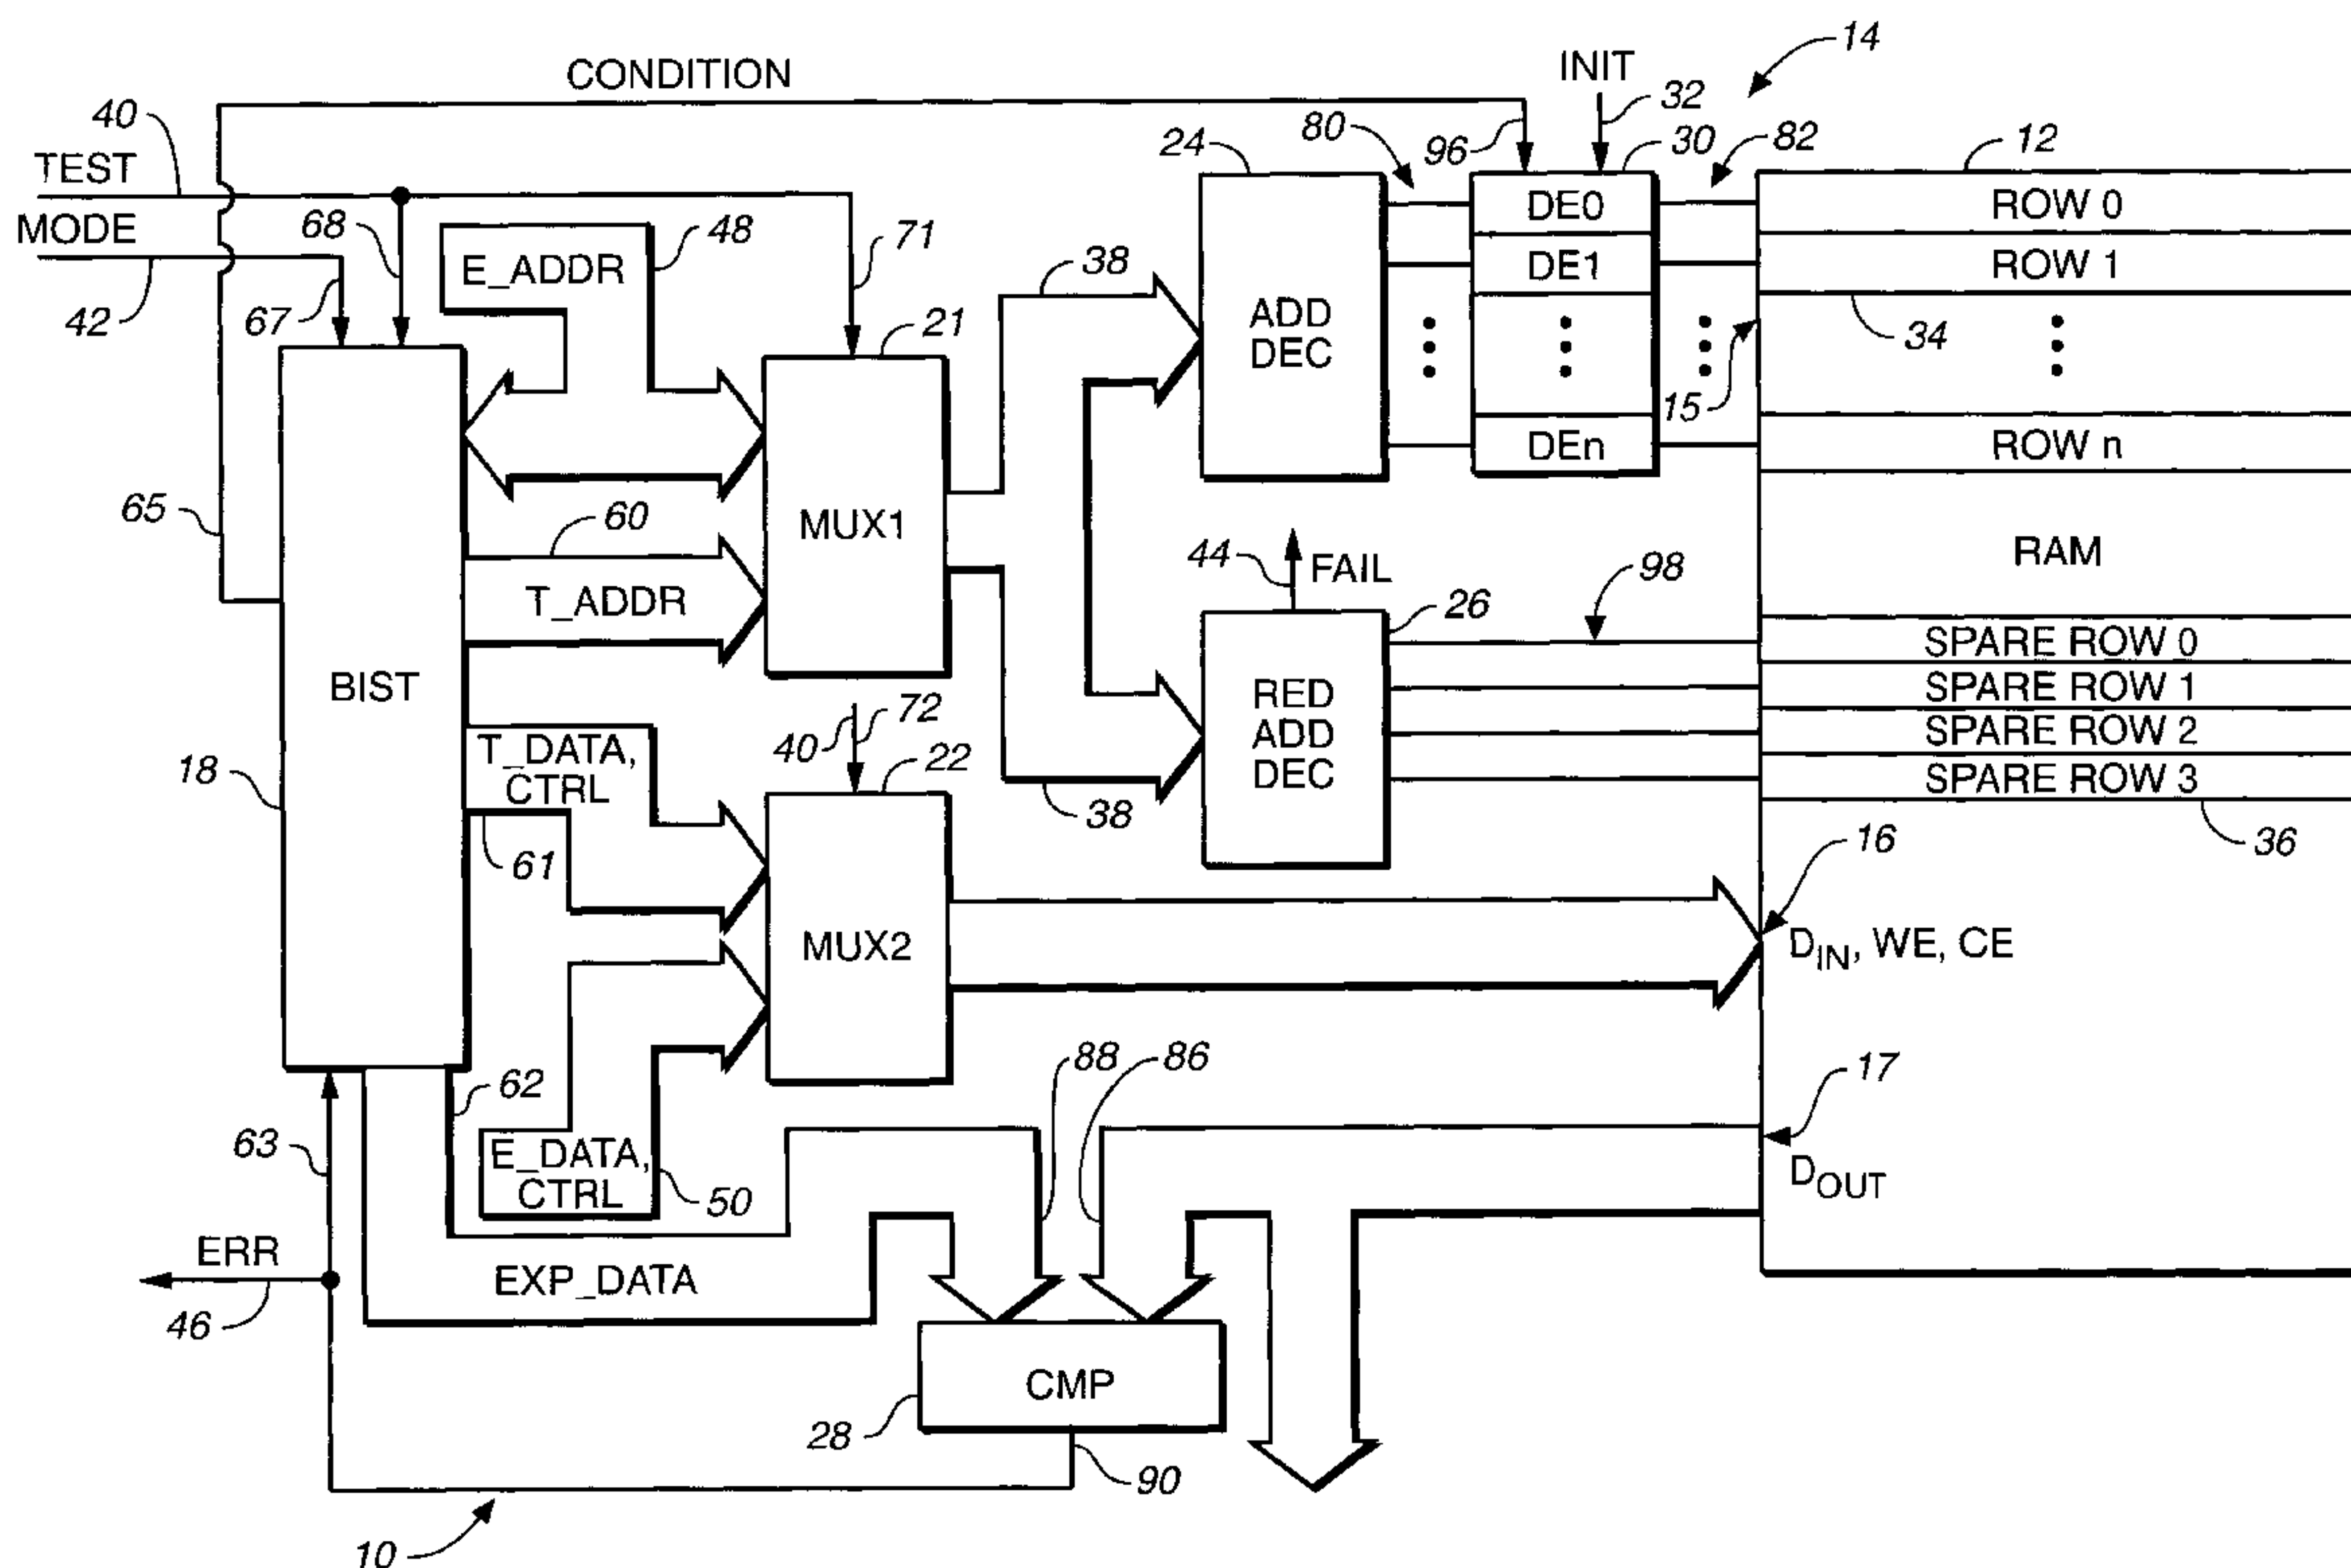 CONDITION
INIT
14
40
TEST
32
80
96
24
30
82
12
MODE
68
48
71
DE0
ROW 0
E_ADDR
38
DE1
ROW 1
42
67
21
ADD
DEC
34
15
DEn
ROW n
65
60
MUX1
44
FAIL
98
RAM
T_ADDR
26
BIST
SPARE ROW 0
SPARE ROW 1
SPARE ROW 2
SPARE ROW 3
RED
ADD
DEC
40
72
T_DATA,
CTRL
18
22
38
61
16
36
MUX2
DIN, WE, CE
62
88
86
17
63
E_DATA,
CTRL
50
DOUT
ERR
EXP_DATA
46
CMP
28
90
10